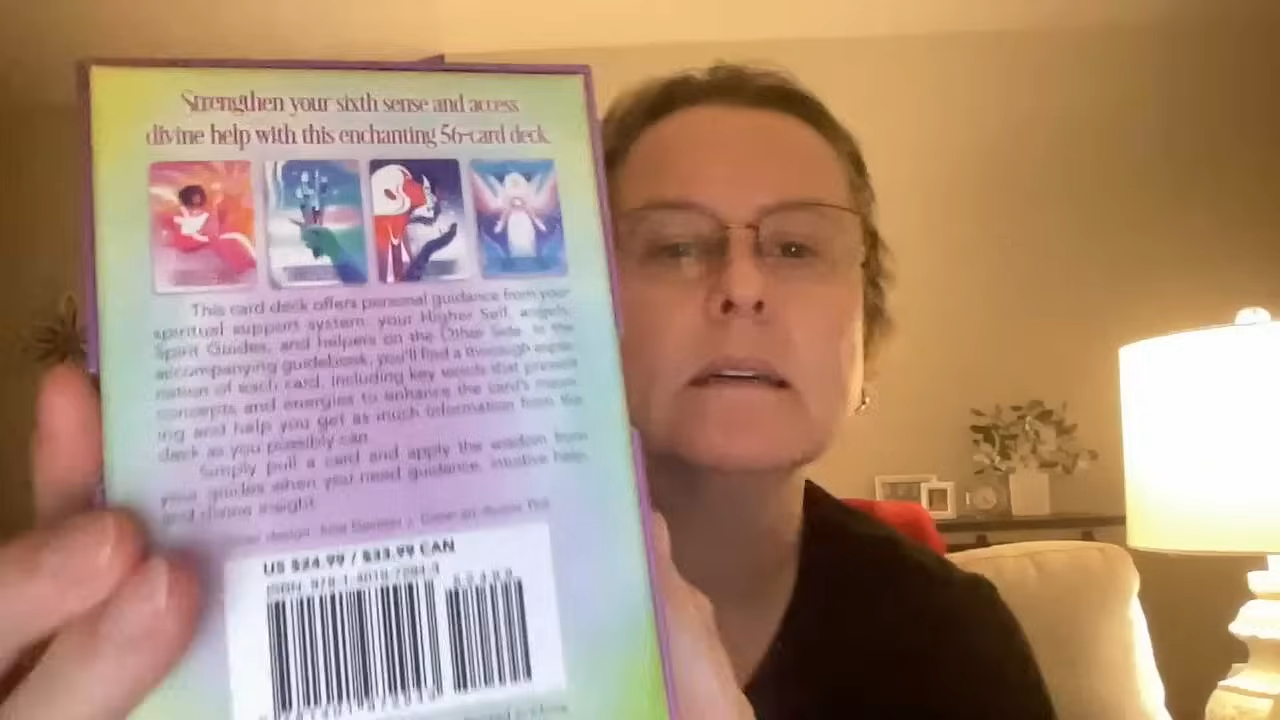 Strengthen your sixth sense and access
divine help with this enchanting 56-card deck
This card deck offers personal guidance from your
spiritual support system: your Higher Self, angels,
Spirit Guides, and helpers on the Other Side. In the
accompanying guidebook, you'll find a thorough expla-
nation of each card, including key words that present
concepts and energies to enhance the card's mean-
ing and help you get as much information from the
deck as you possibly can.
Simply pull a card and apply the wisdom from
your guides when you need guidance, intuitive help,
and divine insight.
US $24.99 / $33.99 CAN